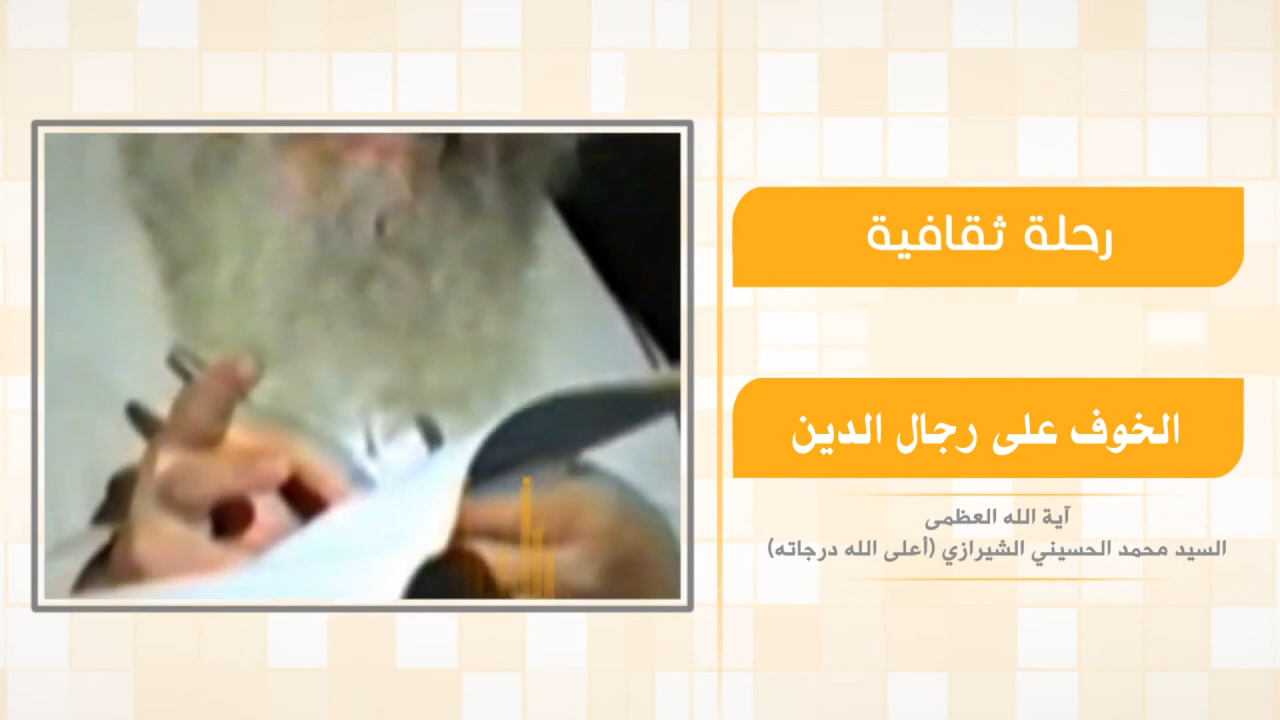 رحلة ثقافية
الخوف على رجال الدين
آية الله العظمى
السيد محمد الحسيني الشيرازي (أعلى الله درجاته)